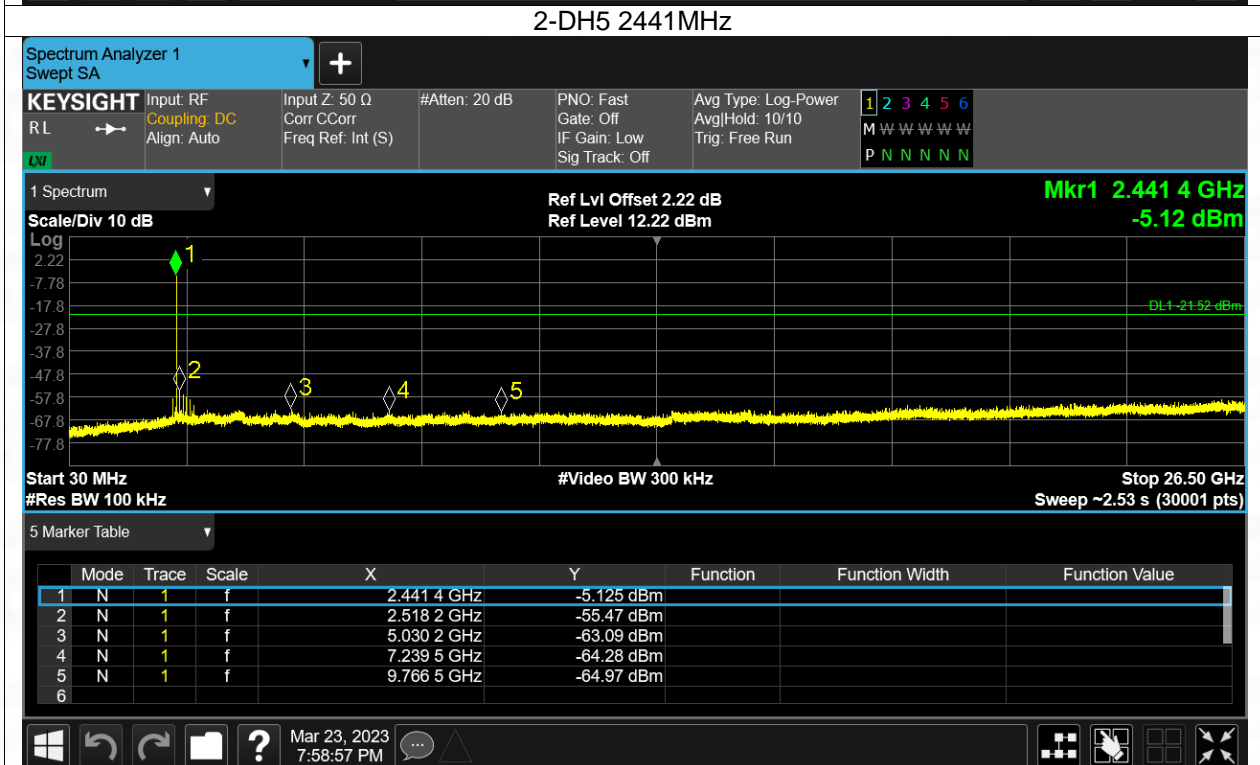 2-DH5 2441MHz
Spectrum Analyzer 1
Swept SA
+
KEYSIGHT
RL
LXI
Input: RF
Coupling: DC
Align: Auto
Input Z: 50 Ω
Corr CCorr
Freq Ref: Int (S)
#Atten: 20 dB
PNO: Fast
Gate: Off
IF Gain: Low
Sig Track: Off
Avg Type: Log-Power
Avg|Hold: 10/10
Trig: Free Run
1 2 3 4 5 6
M W W W W W
P N N N N N
1 Spectrum
Scale/Div 10 dB
Ref Lvl Offset 2.22 dB
Ref Level 12.22 dBm
Mkr1 2.441 4 GHz
-5.12 dBm
Log
2.22
-7.78
-17.8
-27.8
-37.8
-47.8
-57.8
-67.8
-77.8
1
2
3
4
5
DL1 -21.52 dBm
Start 30 MHz
#Video BW 300 kHz
Stop 26.50 GHz
#Res BW 100 kHz
Sweep ~2.53 s (30001 pts)
5 Marker Table
Mode Trace Scale X Y Function Function Width Function Value
1 N 1 f 2.441 4 GHz -5.125 dBm
2 N 1 f 2.518 2 GHz -55.47 dBm
3 N 1 f 5.030 2 GHz -63.09 dBm
4 N 1 f 7.239 5 GHz -64.28 dBm
5 N 1 f 9.766 5 GHz -64.97 dBm
6
?
Mar 23, 2023
7:58:57 PM